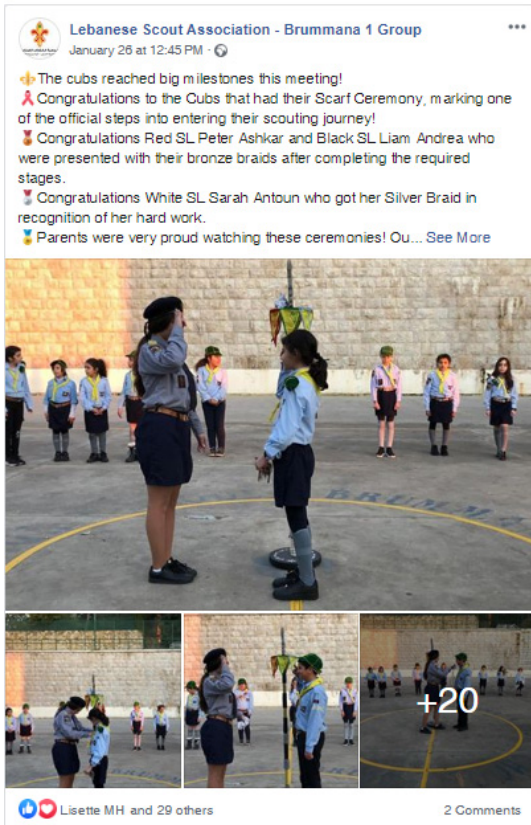 Lebanese Scout Association - Brummana 1 Group
January 26 at 12:45 PM ·
The cubs reached big milestones this meeting!
Congratulations to the Cubs that had their Scarf Ceremony, marking one
of the official steps into entering their scouting journey!
Congratulations Red SL Peter Ashkar and Black SL Liam Andrea who
were presented with their bronze braids after completing the required
stages.
Congratulations White SL Sarah Antoun who got her Silver Braid in
recognition of her hard work.
Parents were very proud watching these ceremonies! Ou... See More
BRUMM
+20
Lisette MH and 29 others
2 Comments